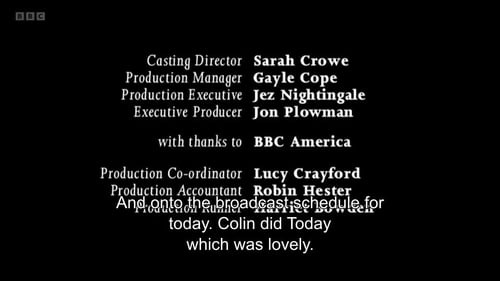 BBC
Casting Director Sarah Crowe
Production Manager Gayle Cope
Production Executive Jez Nightingale
Executive Producer Jon Plowman
with thanks to BBC America
Production Co-ordinator Lucy Crayford
Production Accountant Robin Hester
Production Runner Harriet Bowden
And onto the broadcast schedule for
today. Colin did Today
which was lovely.